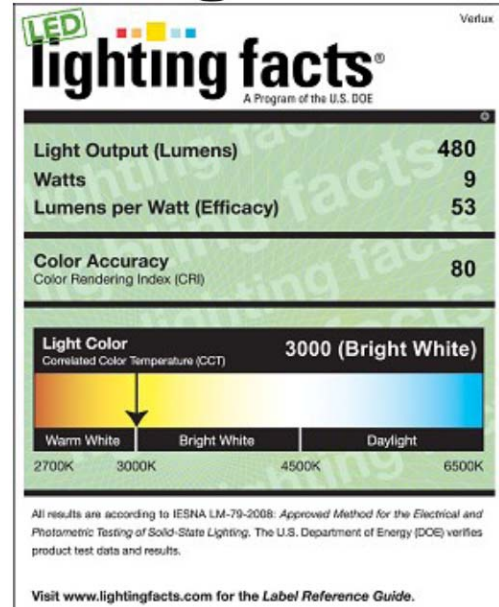 Verlux
LED
lighting facts®
A Program of the U.S. DOE
Light Output (Lumens) 480
Watts 9
Lumens per Watt (Efficacy) 53
Color Accuracy 80
Color Rendering Index (CRI)
Light Color 3000 (Bright White)
Correlated Color Temperature (CCT)
Warm White Bright White Daylight
2700K 3000K 4500K 6500K
All results are according to IESNA LM-79-2008: Approved Method for the Electrical and
Photometric Testing of Solid-State Lighting. The U.S. Department of Energy (DOE) verifies
product test data and results.
Visit www.lightingfacts.com for the Label Reference Guide.